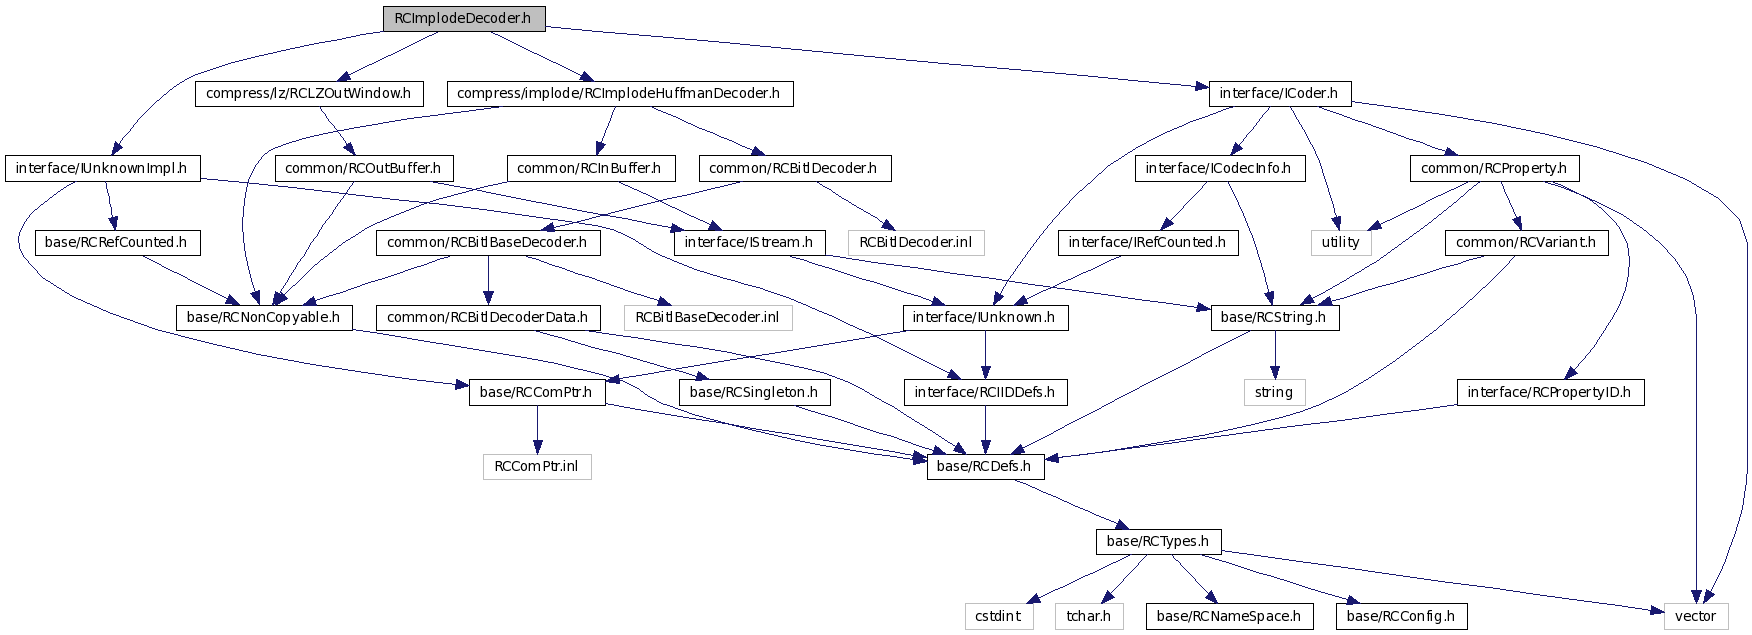 RCImplodeDecoder.h
compress/lz/RCLZOutWindow.h
compress/implode/RCImplodeHuffmanDecoder.h
interface/ICoder.h
interface/IUnknownImpl.h
common/RCOutBuffer.h
common/RCInBuffer.h
common/RCBitlDecoder.h
interface/ICodecInfo.h
common/RCProperty.h
base/RCRefCounted.h
common/RCBitlBaseDecoder.h
interface/IStream.h
RCBitlDecoder.inl
interface/IRefCounted.h
utility
common/RCVariant.h
base/RCNonCopyable.h
common/RCBitlDecoderData.h
RCBitlBaseDecoder.inl
interface/IUnknown.h
base/RCString.h
base/RCComPtr.h
base/RCSingleton.h
interface/RCIIDDefs.h
string
interface/RCPropertyID.h
RCComPtr.inl
base/RCDefs.h
base/RCTypes.h
cstdint
tchar.h
base/RCNameSpace.h
base/RCConfig.h
vector